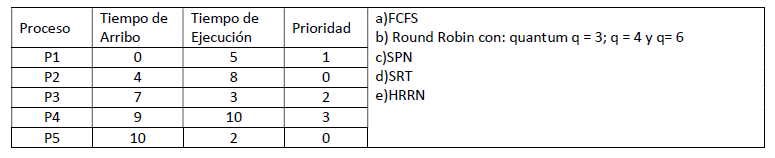 Proceso Tiempo de Arribo Tiempo de Ejecución Prioridad
P1 0 5 1
P2 4 8 0
P3 7 3 2
P4 9 10 3
P5 10 2 0
a)FCFS
b) Round Robin con: quantum q = 3; q = 4 y q= 6
c)SPN
d)SRT
e)HRRN